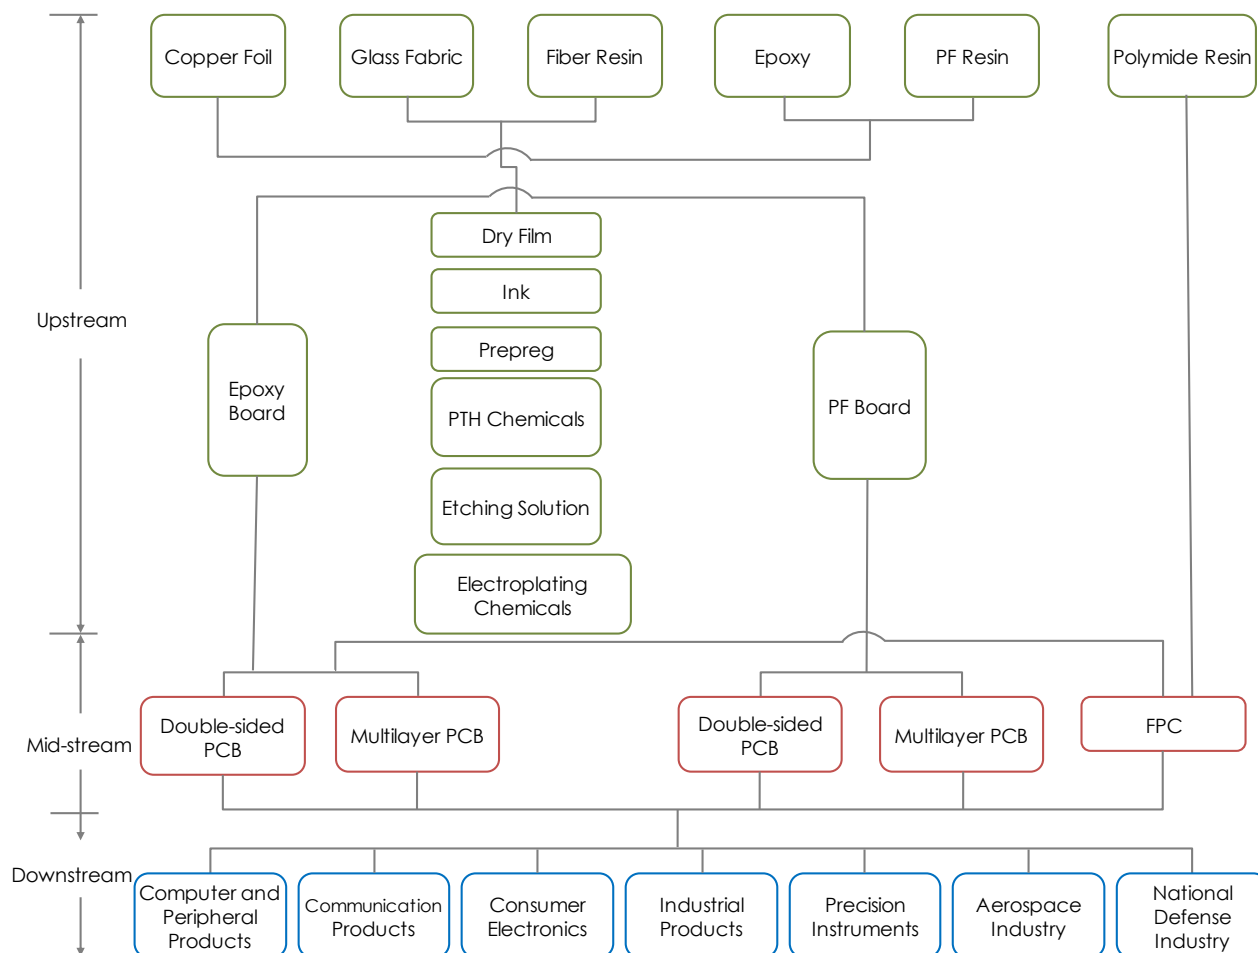 Copper Foil
Glass Fabric
Fiber Resin
Epoxy
PF Resin
Polymide Resin
Dry Film
Ink
Upstream
Prepreg
Epoxy
Board
PTH Chemicals
PF Board
Etching Solution
Electroplating
Chemicals
Mid-stream
Double-sided
PCB
Multilayer PCB
Double-sided
PCB
Multilayer PCB
FPC
Downstream
Computer and
Peripheral
Products
Communication
Products
Consumer
Electronics
Industrial
Products
Precision
Instruments
Aerospace
Industry
National
Defense
Industry